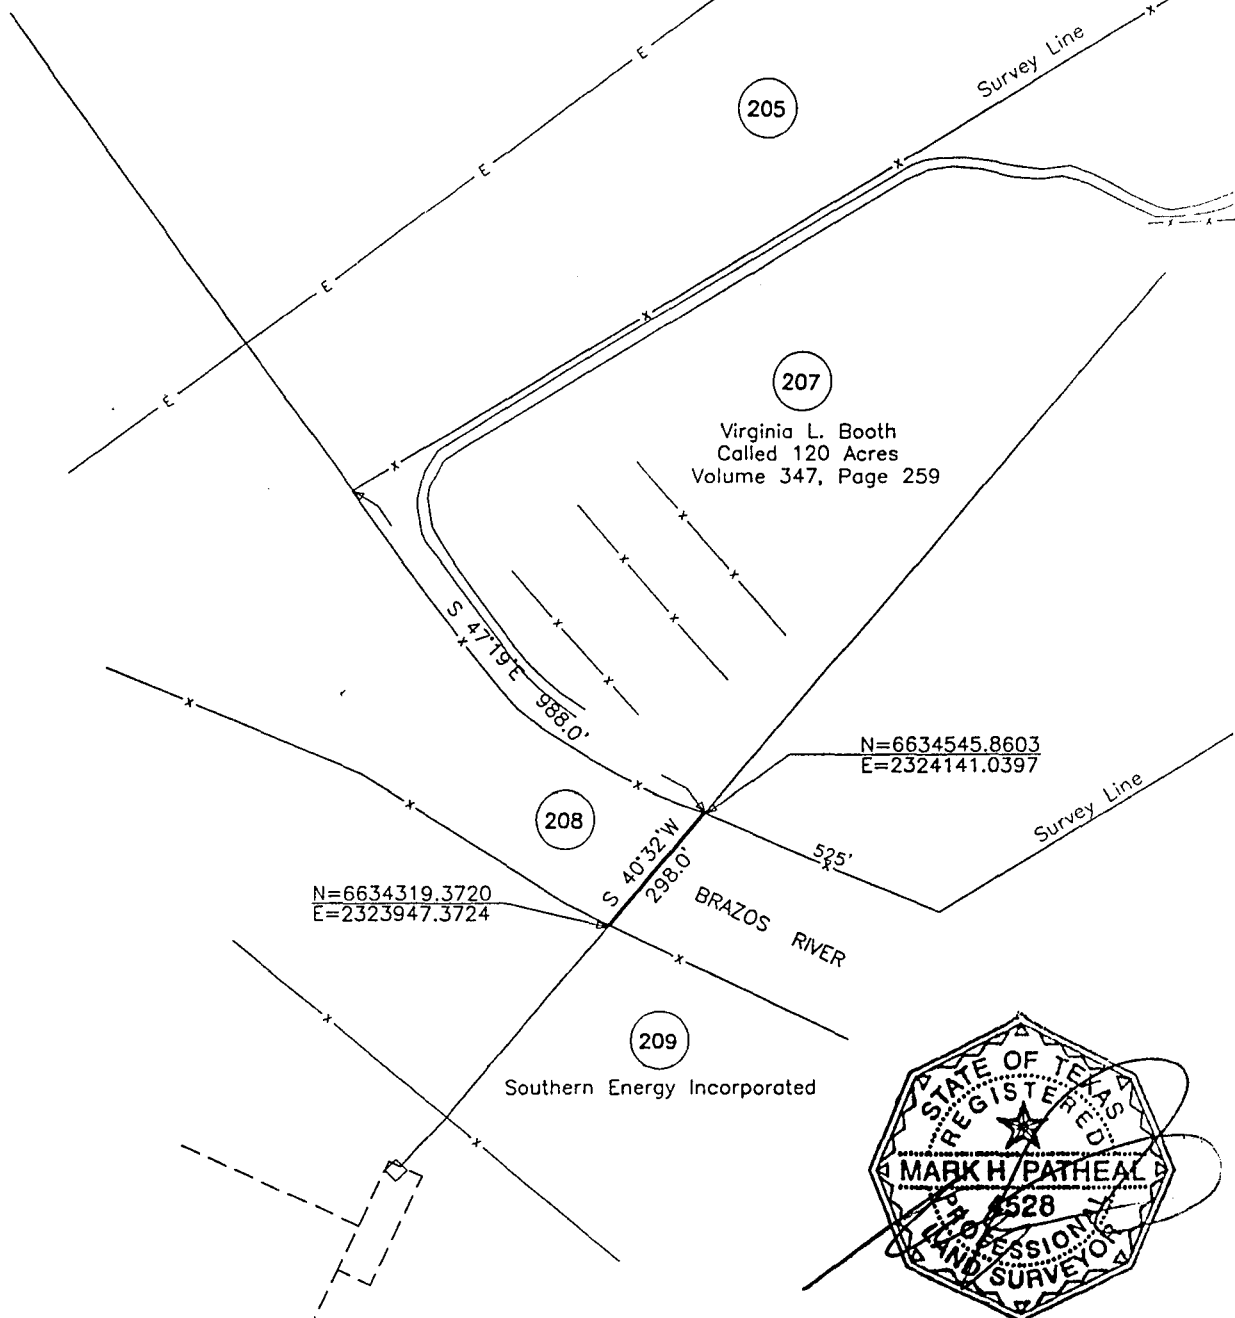 Survey Line
205
E
E
E
E
x
x
x
x
x
x
207
Virginia L. Booth
Called 120 Acres
Volume 347, Page 259
x
x
x
x
x
x
S 47°19'E 988.0'
x
x
x
x
N=6634545.8603
E=2324141.0397
Survey Line
208
S 40°32'W
298.0'
525'
x
BRAZOS RIVER
N=6634319.3720
E=2323947.3724
x
x
x
209
Southern Energy Incorporated
STATE OF TEXAS
REGISTERED
MARK H. PATHEAL
4528
PROFESSIONAL
LAND SURVEYOR